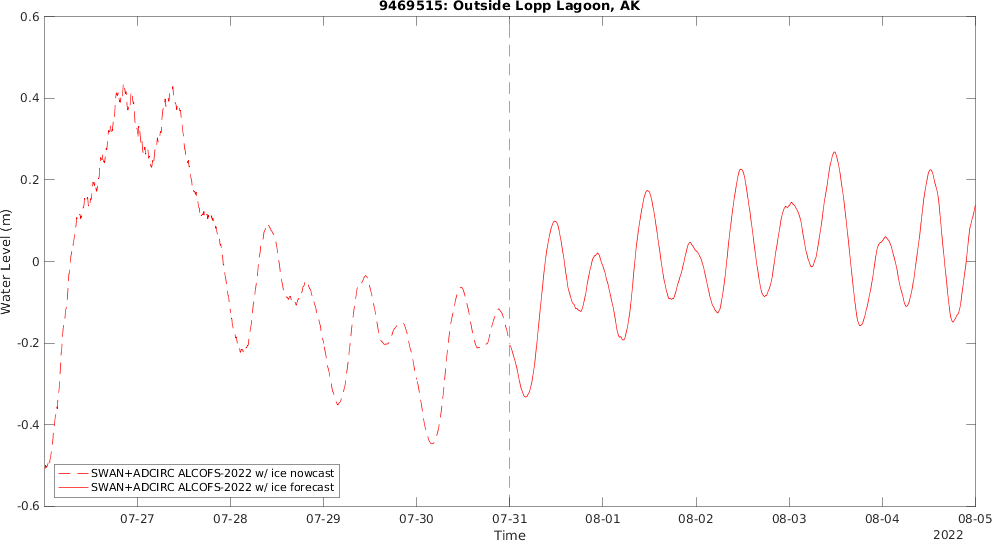 9469515: Outside Lopp Lagoon, AK
0.6
0.4
0.2
0
-0.2
-0.4
-0.6
Water Level (m)
SWAN+ADCIRC ALCOFS-2022 w/ ice nowcast
SWAN+ADCIRC ALCOFS-2022 w/ ice forecast
07-27 07-28 07-29 07-30 07-31 08-01 08-02 08-03 08-04 08-05
Time
2022